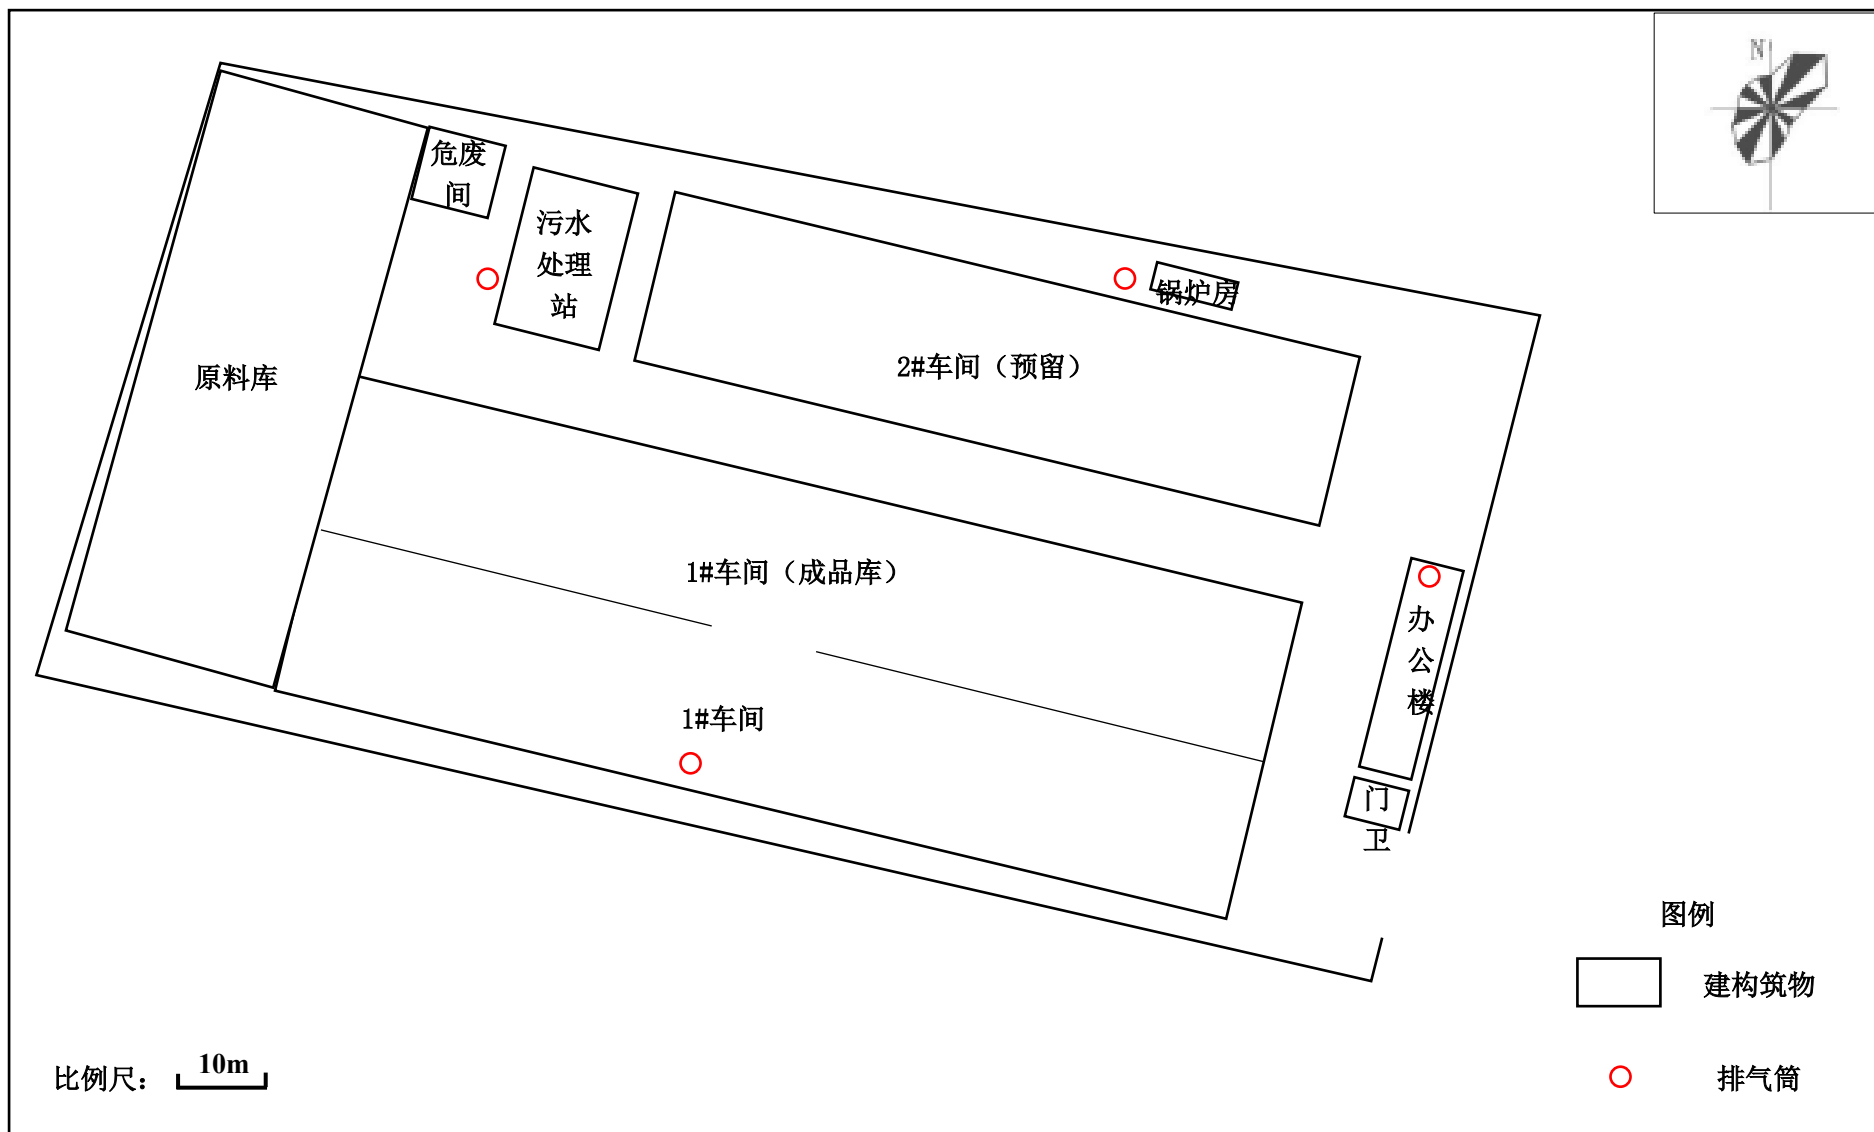 N
危废
间
污水
处理
站
锅炉房
2#车间（预留）
原料库
1#车间（成品库）
办
公
楼
1#车间
门
卫
图例
建构筑物
排气筒
比例尺： 10m